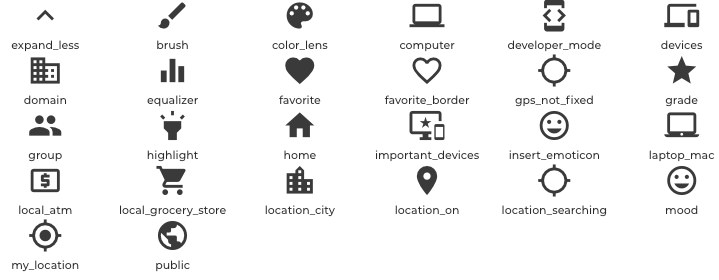 expand_less brush color_lens computer developer_mode devices
domain equalizer favorite favorite_border gps_not_fixed grade
group highlight home important_devices insert_emoticon laptop_mac
$
local_atm local_grocery_store location_city location_on location_searching mood
my_location public